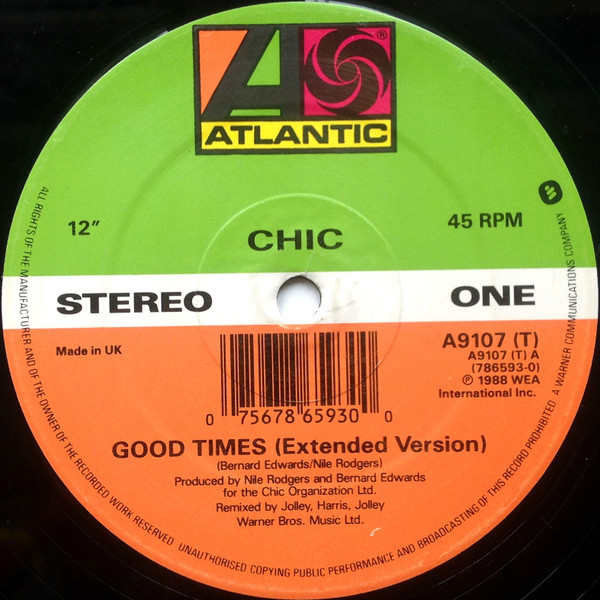 A
®
ATLANTIC
12"
45 RPM
CHIC
STEREO
ONE
Made in UK
A9107 (T)
A9107 (T) A
(786593-0)
℗ 1988 WEA
International Inc.
0 75678 65930 0
GOOD TIMES (Extended Version)
(Bernard Edwards/Nile Rodgers)
Produced by Nile Rodgers and Bernard Edwards
for the Chic Organization Ltd.
Remixed by Jolley, Harris, Jolley
Warner Bros. Music Ltd.
ALL RIGHTS OF THE MANUFACTURER AND OF THE OWNER OF THE RECORDED WORK RESERVED. UNAUTHORISED COPYING PUBLIC PERFORMANCE AND BROADCASTING OF THIS RECORD PROHIBITED. A WARNER COMMUNICATIONS COMPANY